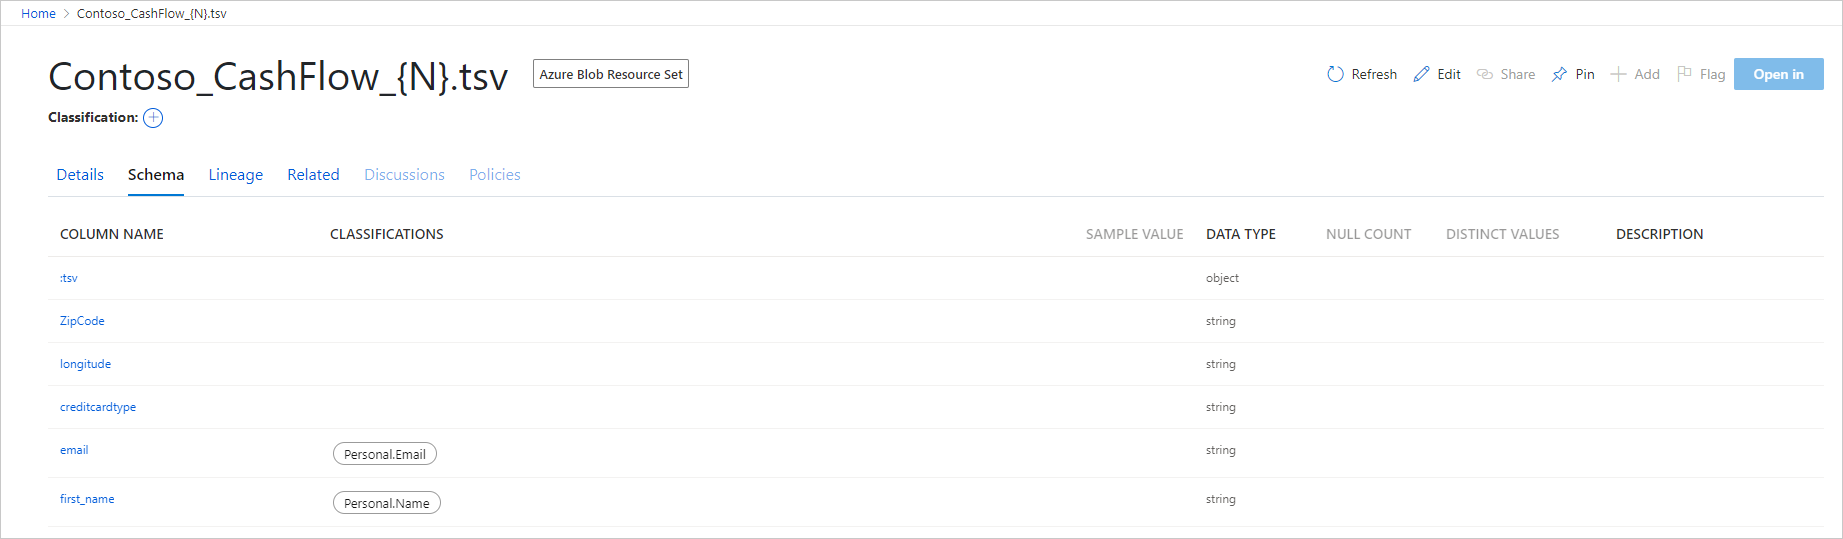 Home > Contoso_CashFlow_{N}.tsv
Contoso_CashFlow_{N}.tsv Azure Blob Resource Set Refresh Edit Share Pin Add Flag Open in
Classification:
Details Schema Lineage Related Discussions Policies
COLUMN NAME CLASSIFICATIONS SAMPLE VALUE DATA TYPE NULL COUNT DISTINCT VALUES DESCRIPTION
:tsv object
ZipCode string
longitude string
creditcardtype string
email Personal.Email string
first_name Personal.Name string